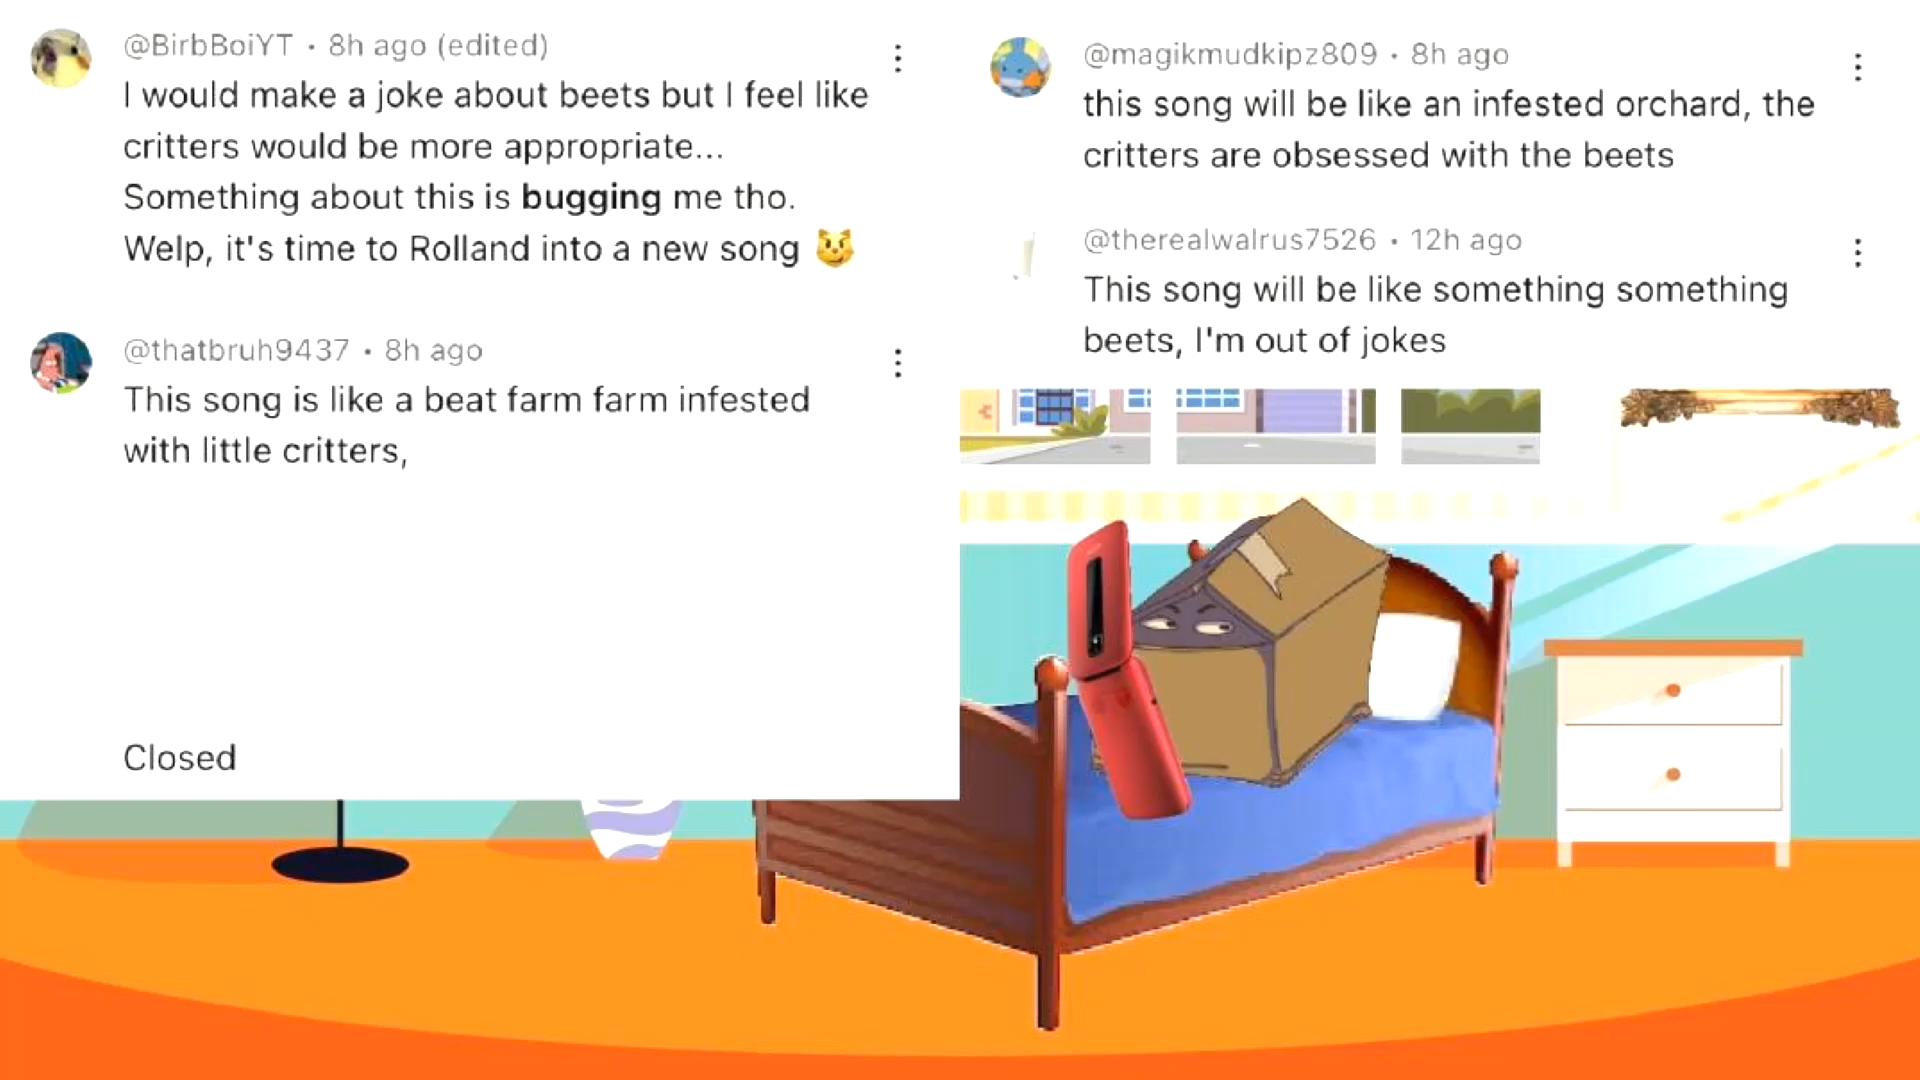 @BirbBoiYT • 8h ago (edited)
I would make a joke about beets but I feel like
critters would be more appropriate...
Something about this is bugging me tho.
Welp, it's time to Rolland into a new song 😼
@thatbruh9437 • 8h ago
This song is like a beat farm farm infested
with little critters,
Closed
@magikmudkipz809 • 8h ago
this song will be like an infested orchard, the
critters are obsessed with the beets
@therealwalrus7526 • 12h ago
This song will be like something something
beets, I'm out of jokes